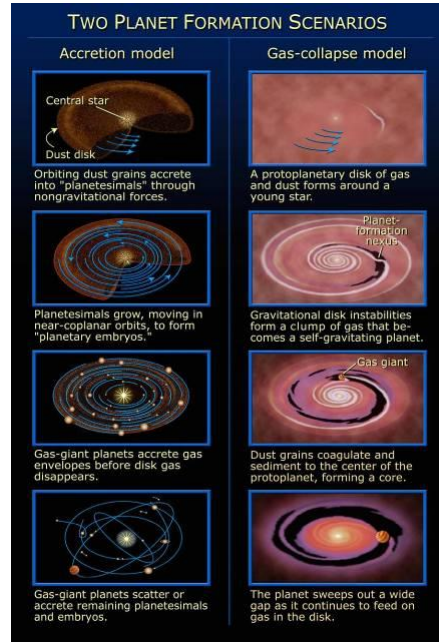 TWO PLANET FORMATION SCENARIOS
Accretion model
Central star
Dust disk
Orbiting dust grains accrete
into "planetesimals" through
nongravitational forces.
Planetesimals grow, moving in
near-coplanar orbits, to form
"planetary embryos."
Gas-giant planets accrete gas
envelopes before disk gas
disappears.
Gas-giant planets scatter or
accrete remaining planetesimals
and embryos.
Gas-collapse model
A protoplanetary disk of gas
and dust forms around a
young star.
Planet-
formation
nexus
Gravitational disk instabilities
form a clump of gas that be-
comes a self-gravitating planet.
Gas giant
Dust grains coagulate and
sediment to the center of the
protoplanet, forming a core.
The planet sweeps out a wide
gap as it continues to feed on
gas in the disk.